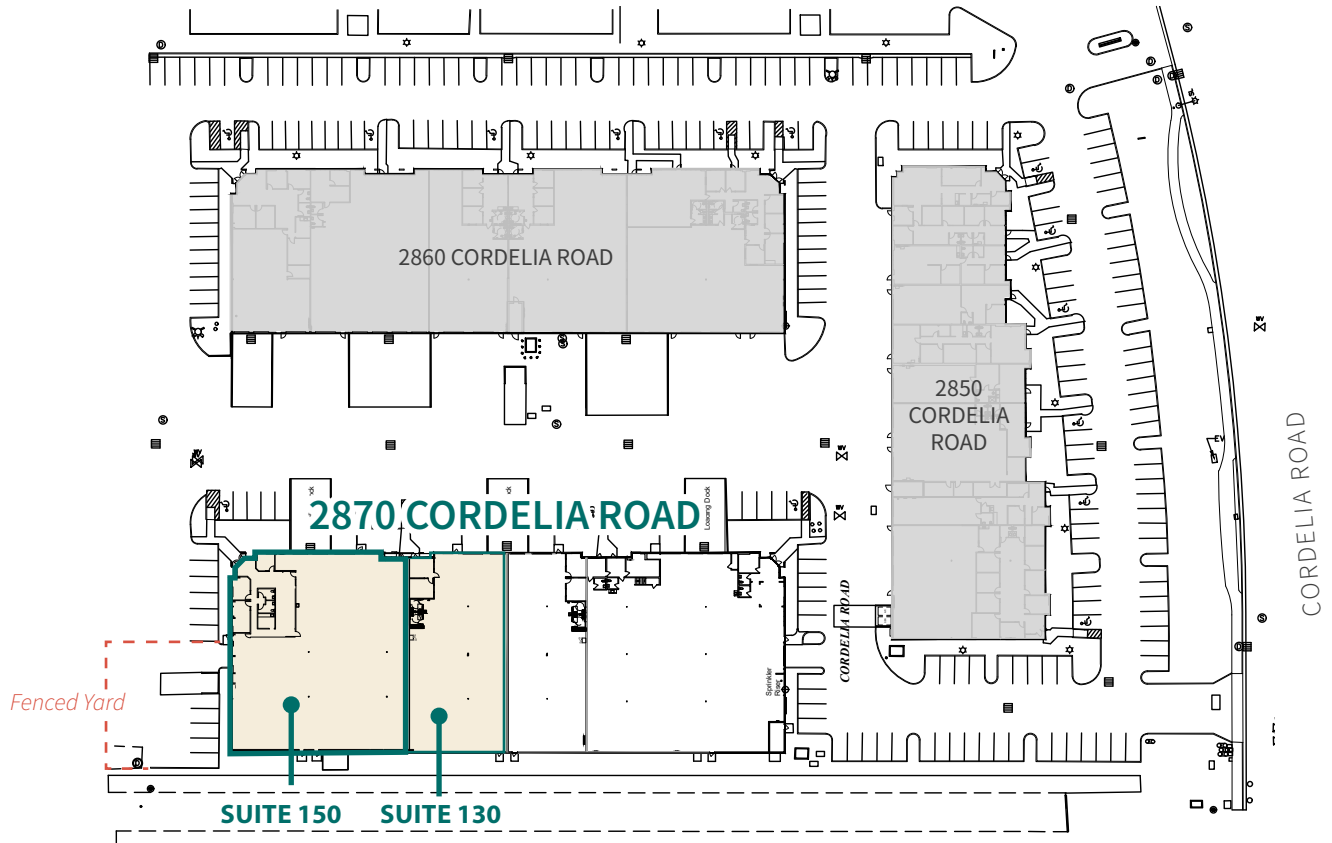 2860 CORDELIA ROAD
2850
CORDELIA
ROAD
CORDELIA ROAD
2870 CORDELIA ROAD
Loading Dock
CORDELIA ROAD
Sprinkler
Riser
Fenced Yard
SUITE 150
SUITE 130